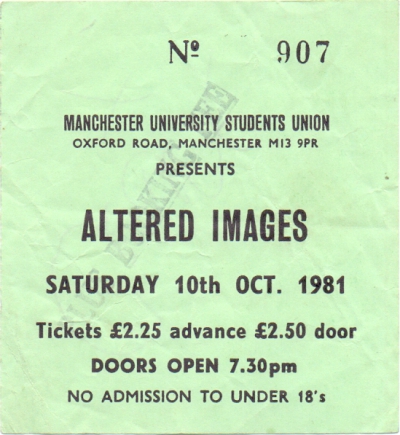 Nº 907
MANCHESTER UNIVERSITY STUDENTS UNION
OXFORD ROAD, MANCHESTER M13 9PR
PRESENTS
ALTERED IMAGES
SATURDAY 10th OCT. 1981
Tickets £2.25 advance £2.50 door
DOORS OPEN 7.30pm
NO ADMISSION TO UNDER 18's